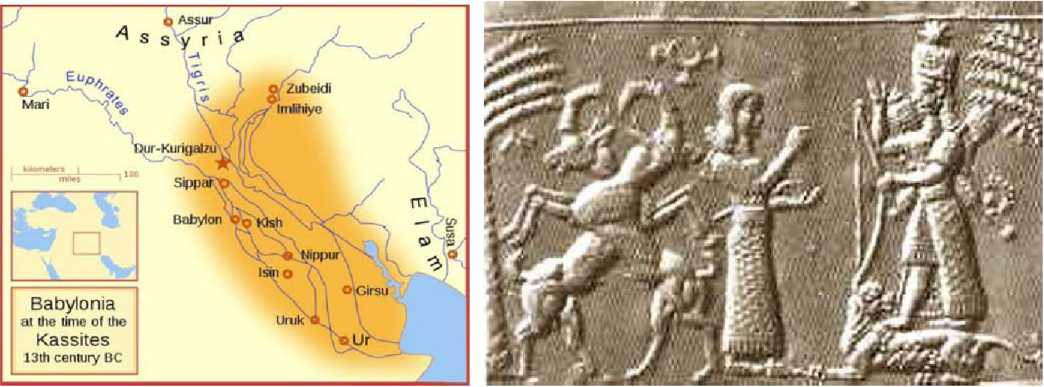 Assur
Assyria
Tigris
Euphrates
Mari
Zubeidi
Imlihiye
Dur-Kurigalzu
kilometers
miles
100
Sippar
Babylon
Kish
Elam
Susa
Nippur
Isin
Girsu
Uruk
Ur
Babylonia
at the time of the
Kassites
13th century BC